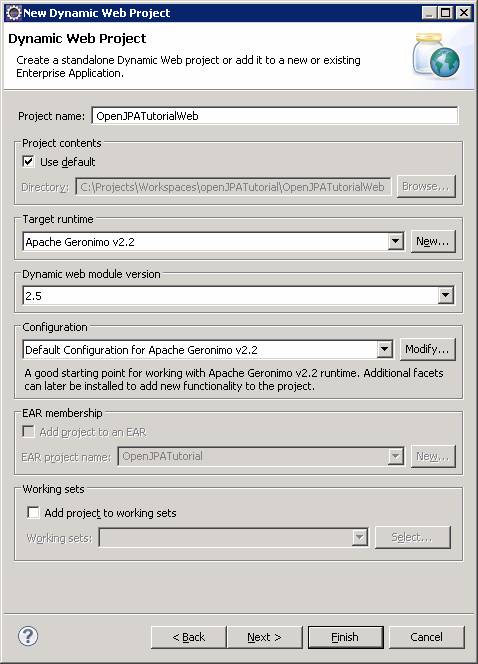 New Dynamic Web Project
Dynamic Web Project
Create a standalone Dynamic Web project or add it to a new or existing
Enterprise Application.
Project name: OpenJPATutorialWeb
Project contents
Use default
Directory: C:\Projects\Workspaces\openJPATutorial\OpenJPATutorialWeb Browse...
Target runtime
Apache Geronimo v2.2 New...
Dynamic web module version
2.5
Configuration
Default Configuration for Apache Geronimo v2.2 Modify...
A good starting point for working with Apache Geronimo v2.2 runtime. Additional facets
can later be installed to add new functionality to the project.
EAR membership
Add project to an EAR
EAR project name: OpenJPATutorial New...
Working sets
Add project to working sets
Working sets: Select...
? < Back Next > Finish Cancel